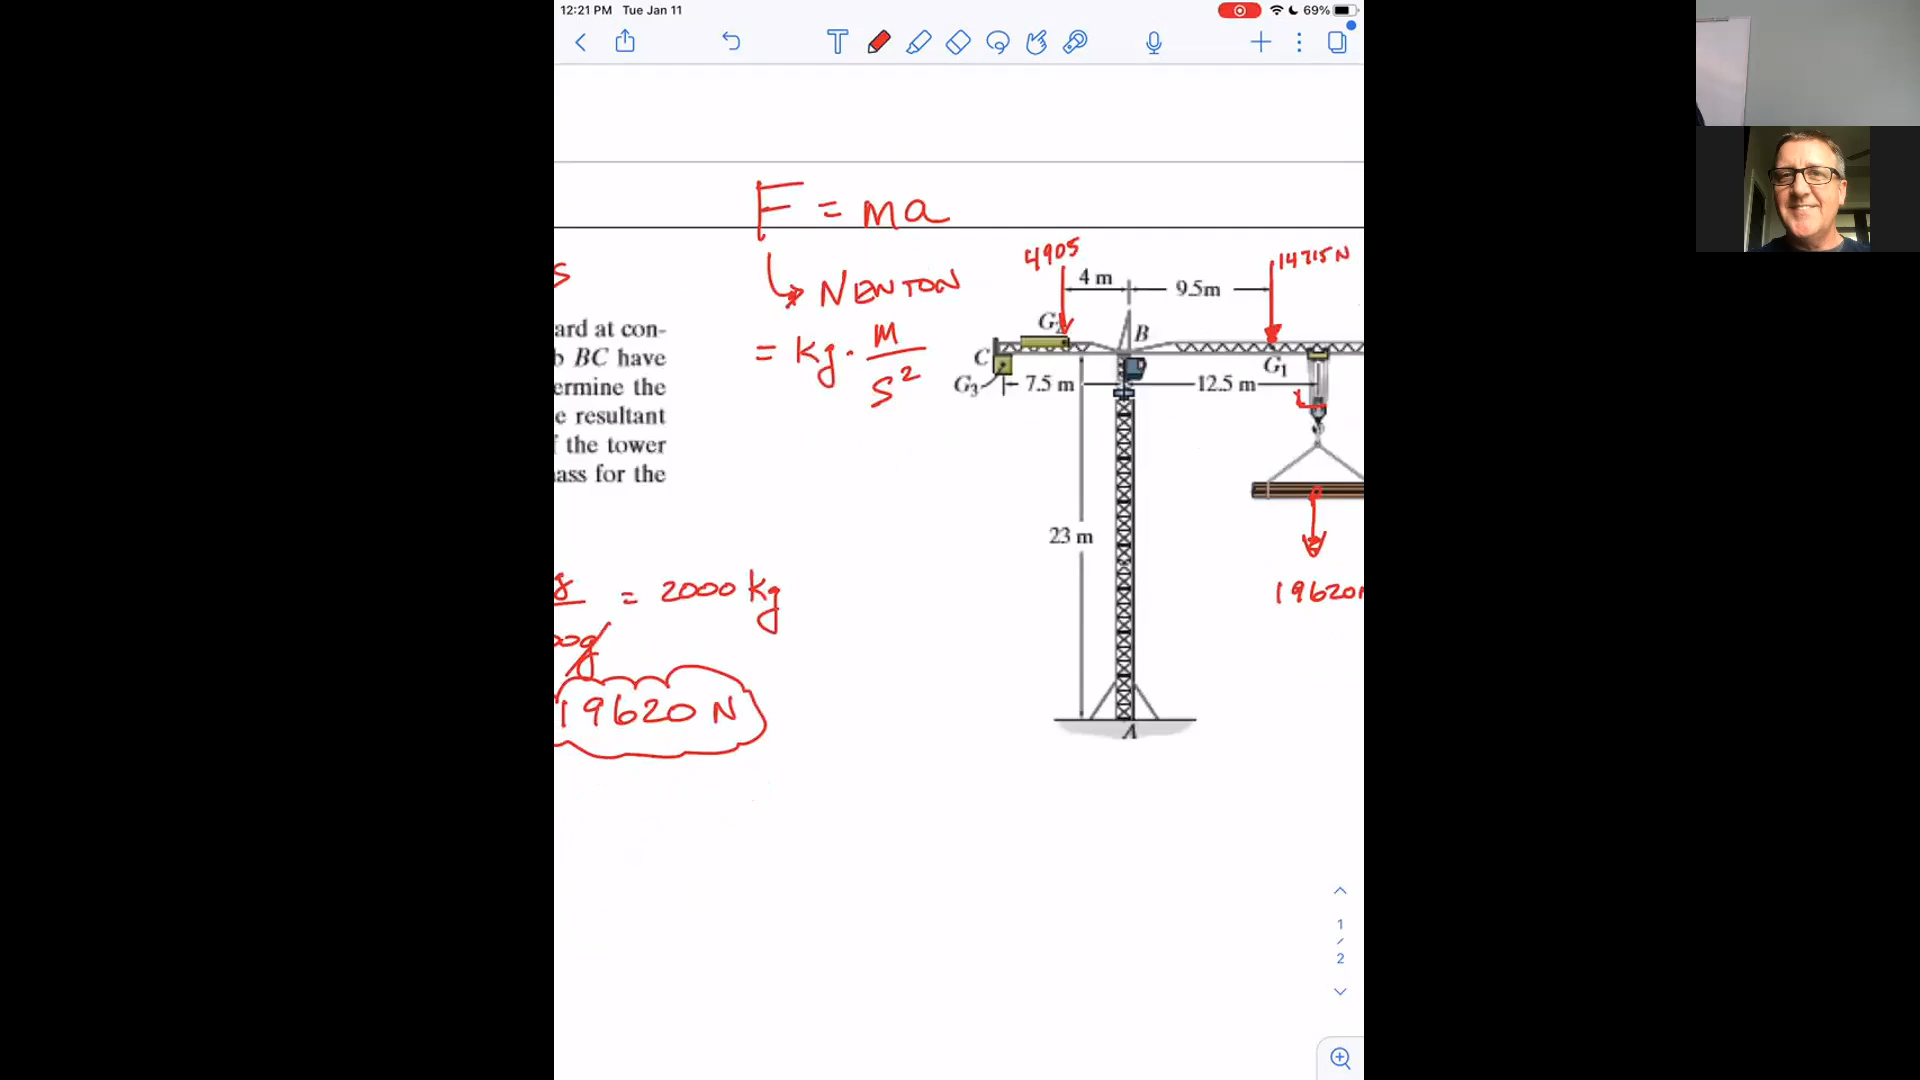 12:21 PM Tue Jan 11
69%
F = ma
NEWTON
= kg · m/s²
ard at con-
BC have
ermine the
e resultant
the tower
ass for the
= 2000 kg
19620 N
4905
14715 N
4 m
9.5m
B
C
G₃
7.5 m
12.5 m
G₁
23 m
A
19620
1
/
2